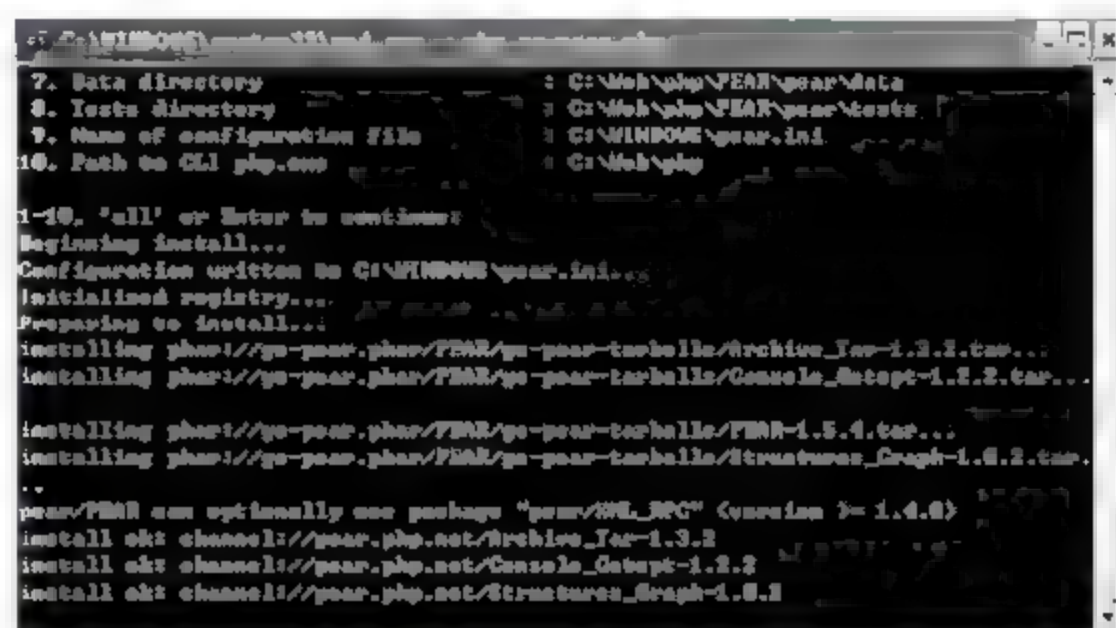 7. Data directory : C:\Web\php\PEAR\pear\data
8. Tests directory : C:\Web\php\PEAR\pear\tests
9. Name of configuration file : C:\WINDOWS\pear.ini
10. Path to CLI php.exe : C:\Web\php
1-10, 'all' or Enter to continue:
Beginning install...
Configuration written to C:\WINDOWS\pear.ini...
Initialized registry...
Preparing to install...
installing phar://go-pear.phar/PEAR/go-pear-tarballs/Archive_Tar-1.3.2.tar...
installing phar://go-pear.phar/PEAR/go-pear-tarballs/Console_Getopt-1.2.2.tar...
installing phar://go-pear.phar/PEAR/go-pear-tarballs/PEAR-1.5.4.tar...
installing phar://go-pear.phar/PEAR/go-pear-tarballs/Structures_Graph-1.0.2.tar.
..
pear/PEAR can optionally use package "pear/XML_RPC" (version >= 1.4.0)
install ok: channel://pear.php.net/Archive_Tar-1.3.2
install ok: channel://pear.php.net/Console_Getopt-1.2.2
install ok: channel://pear.php.net/Structures_Graph-1.0.2